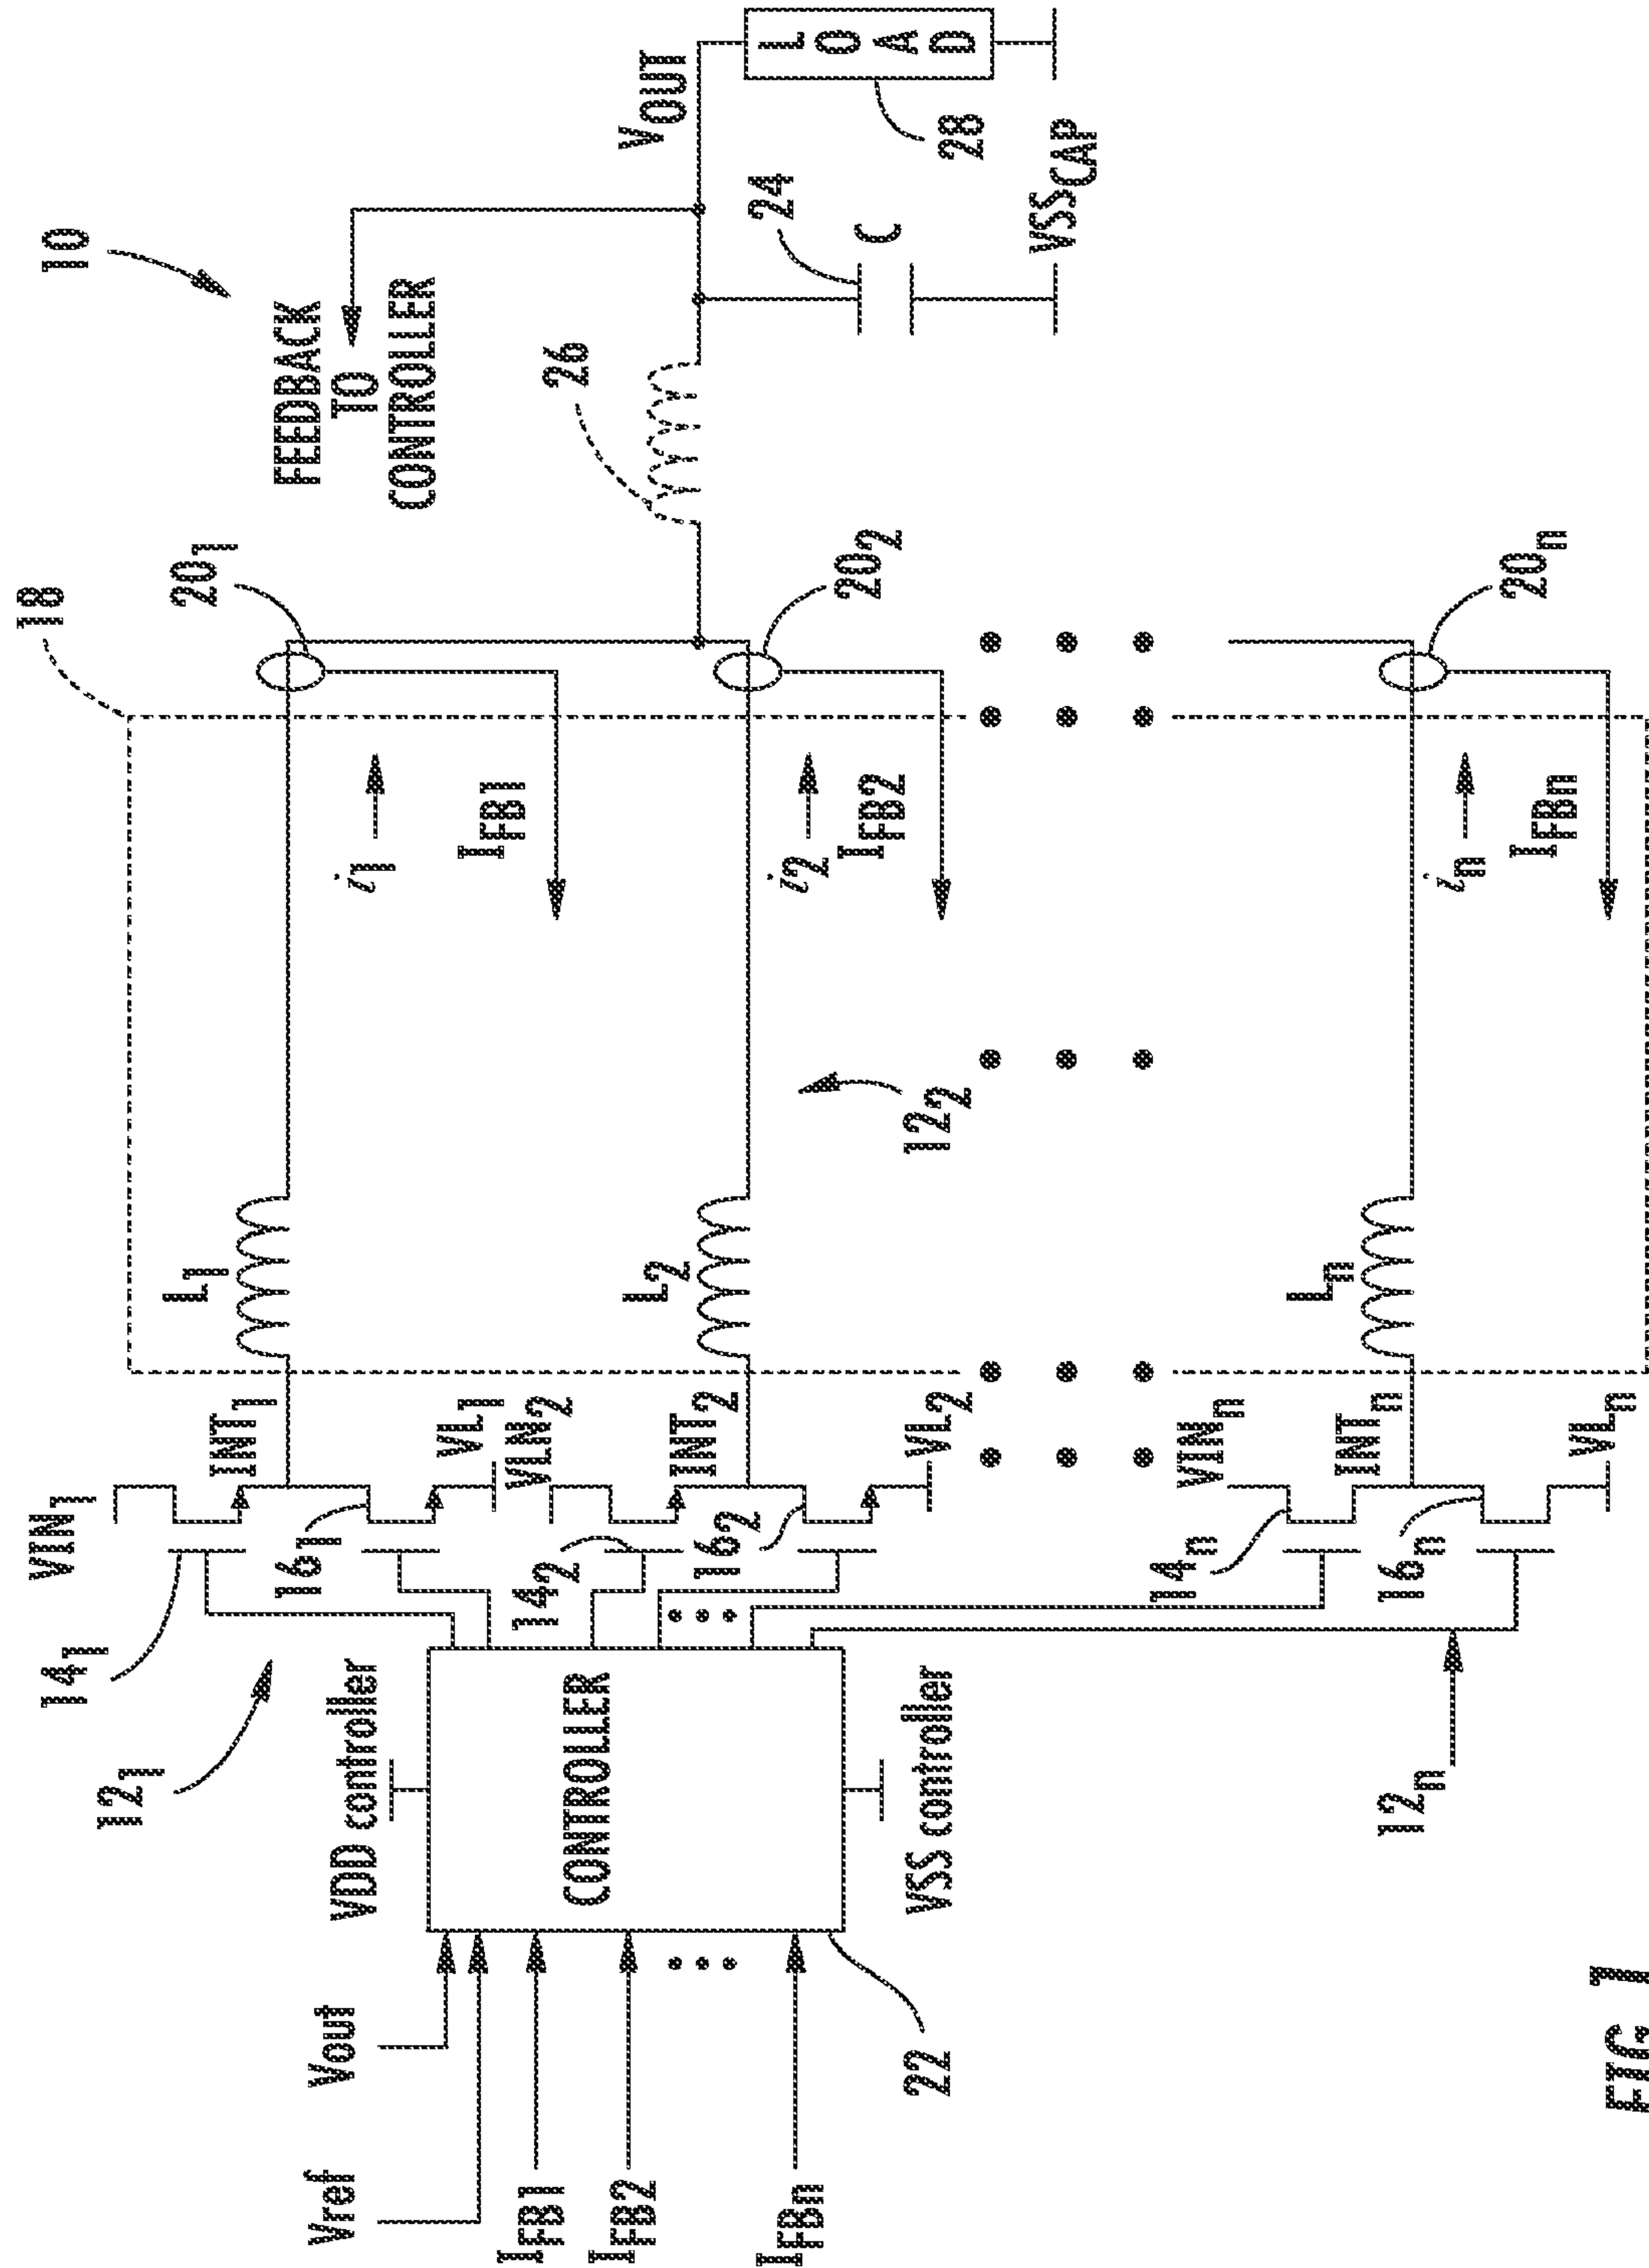 10
18
FEEDBACK
TO
CONTROLLER
VOUT
LOAD
28
24
C
VSSCAP
26
201
202
20n
VIN1
141
161
INT1
VL1
L1
i1
IFB1
121
VLN2
142
162
INT2
VL2
L2
i2
IFB2
122
VINn
14n
16n
INTn
VLn
Ln
in
IFBn
12n
VDD controller
CONTROLLER
VSS controller
Vout
Vref
IFB1
IFB2
IFBn
22
FIG. 1